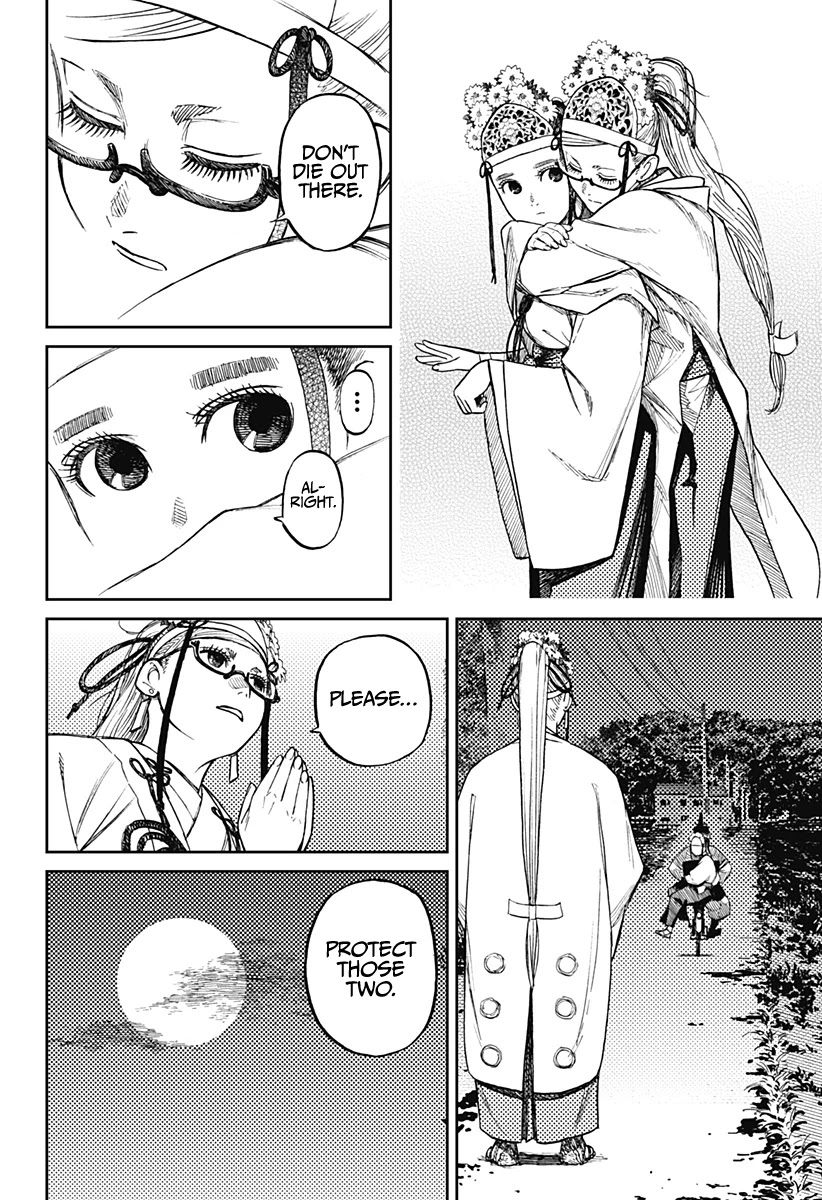 DON'T
DIE OUT
THERE.
...
AL-
RIGHT.
PLEASE...
PROTECT
THOSE
TWO.